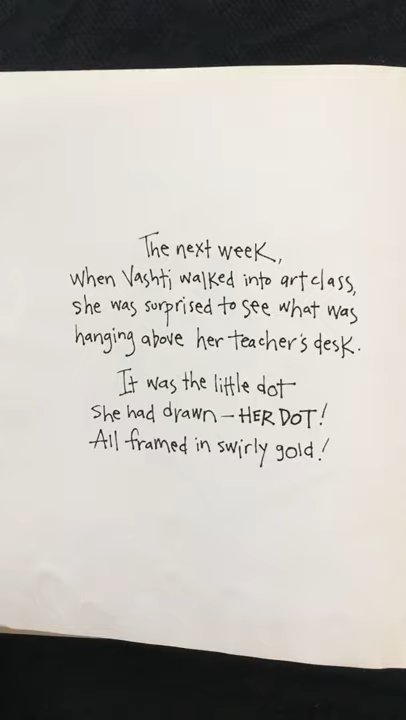 The next week,
when Vashti walked into art class,
she was surprised to see what was
hanging above her teacher's desk.
It was the little dot
She had drawn — HER DOT!
All framed in swirly gold!